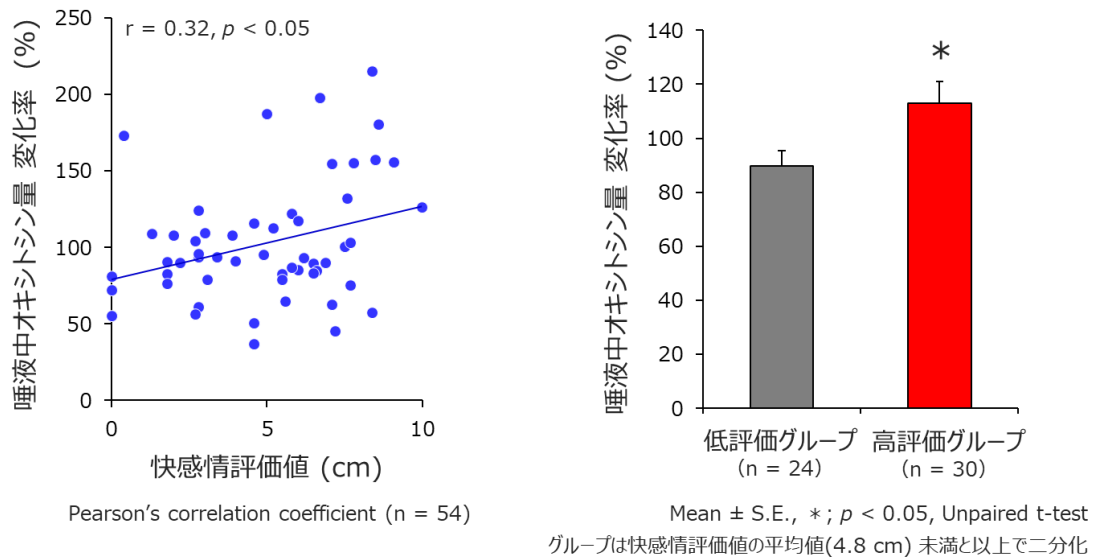 唾液中オキシトシン量 変化率 (%)
250
200
150
100
50
0
r = 0.32, p < 0.05
0 5 10
快感情評価値 (cm)
Pearson’s correlation coefficient (n = 54)
唾液中オキシトシン量 変化率 (%)
140
120
100
80
60
40
20
0
＊
低評価グループ 高評価グループ
(n = 24) (n = 30)
Mean ± S.E., ＊; p < 0.05, Unpaired t-test
グループは快感情評価値の平均値(4.8 cm) 未満と以上で二分化